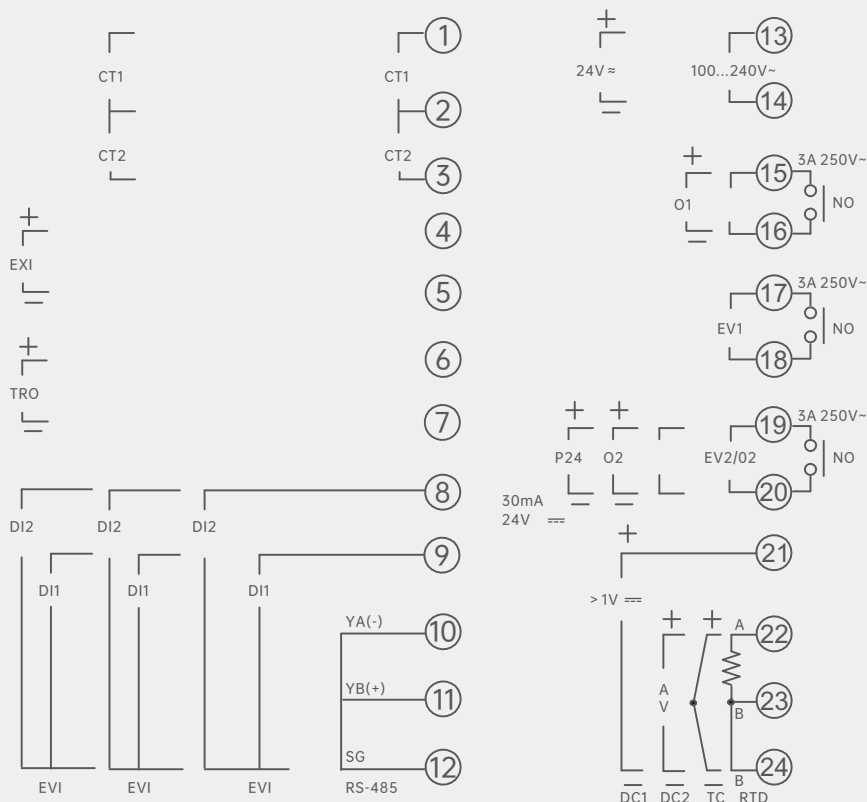 1
13
CT1
CT1
24V ≈
100...240V~
2
14
CT2
CT2
3
15
3A 250V~
O1
NO
4
16
EXI
5
17
3A 250V~
EV1
NO
6
18
TRO
7
19
3A 250V~
P24
O2
EV2/02
NO
8
20
30mA
24V ⎓
DI2
DI2
DI2
9
21
DI1
DI1
DI1
> 1V ⎓
YA(-)
10
A
22
YB(+)
11
A
V
B
23
SG
12
B
24
EVI
EVI
EVI
RS-485
DC1
DC2
TC
RTD